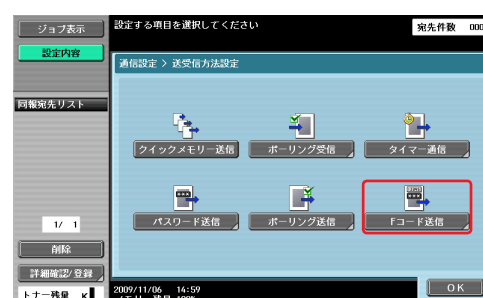 ジョブ表示
設定する項目を選択してください
宛先件数 000
設定内容
通信設定 > 送受信方法設定
同報宛先リスト
クイックメモリー送信
ポーリング受信
タイマー通信
パスワード送信
ポーリング送信
Fコード送信
1/ 1
削除
詳細確認/登録
トナー残量 K
2009/11/06 14:59
OK